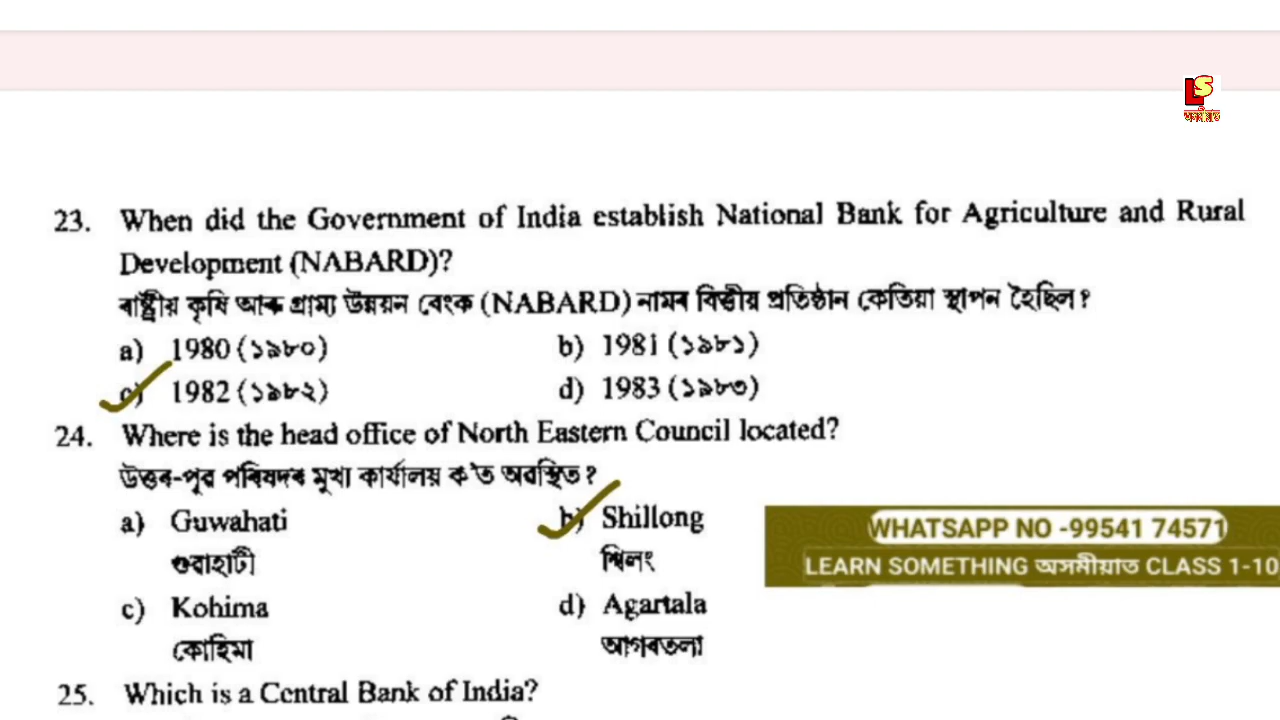 LS
অসমীয়াত
23. When did the Government of India establish National Bank for Agriculture and Rural
Development (NABARD)?
ৰাষ্ট্ৰীয় কৃষি আৰু গ্ৰাম্য উন্নয়ন বেংক (NABARD) নামৰ বিত্তীয় প্ৰতিষ্ঠান কেতিয়া স্থাপন হৈছিল ?
a) 1980 (১৯৮০) b) 1981 (১৯৮১)
c) 1982 (১৯৮২) d) 1983 (১৯৮৩)
24. Where is the head office of North Eastern Council located?
উত্তৰ-পূব পৰিষদৰ মুখ্য কাৰ্যালয় ক'ত অৱস্থিত ?
a) Guwahati b) Shillong
গুৱাহাটী শ্বিলং
WHATSAPP NO -99541 74571
LEARN SOMETHING অসমীয়াত CLASS 1-10
c) Kohima d) Agartala
কোহিমা আগৰতলা
25. Which is a Central Bank of India?